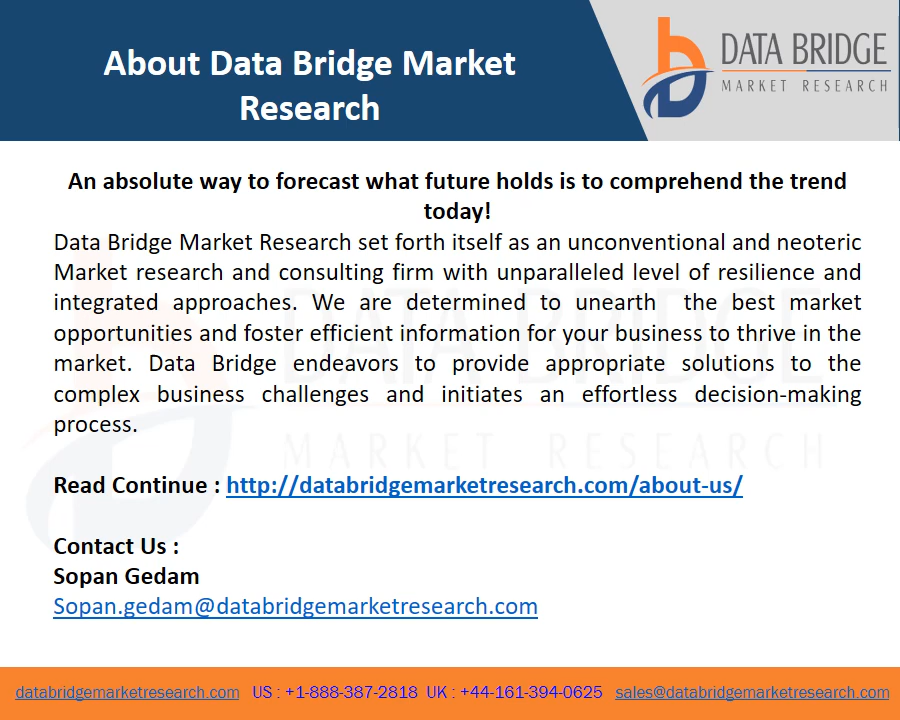 About Data Bridge Market
Research
DATA BRIDGE
MARKET RESEARCH
An absolute way to forecast what future holds is to comprehend the trend
today!
Data Bridge Market Research set forth itself as an unconventional and neoteric
Market research and consulting firm with unparalleled level of resilience and
integrated approaches. We are determined to unearth the best market
opportunities and foster efficient information for your business to thrive in the
market. Data Bridge endeavors to provide appropriate solutions to the
complex business challenges and initiates an effortless decision-making
process.
DATA BRIDGE
MARKET RESEARCH
Read Continue : http://databridgemarketresearch.com/about-us/
Contact Us :
Sopan Gedam
Sopan.gedam@databridgemarketresearch.com
databridgemarketresearch.com US : +1-888-387-2818 UK : +44-161-394-0625 sales@databridgemarketresearch.com